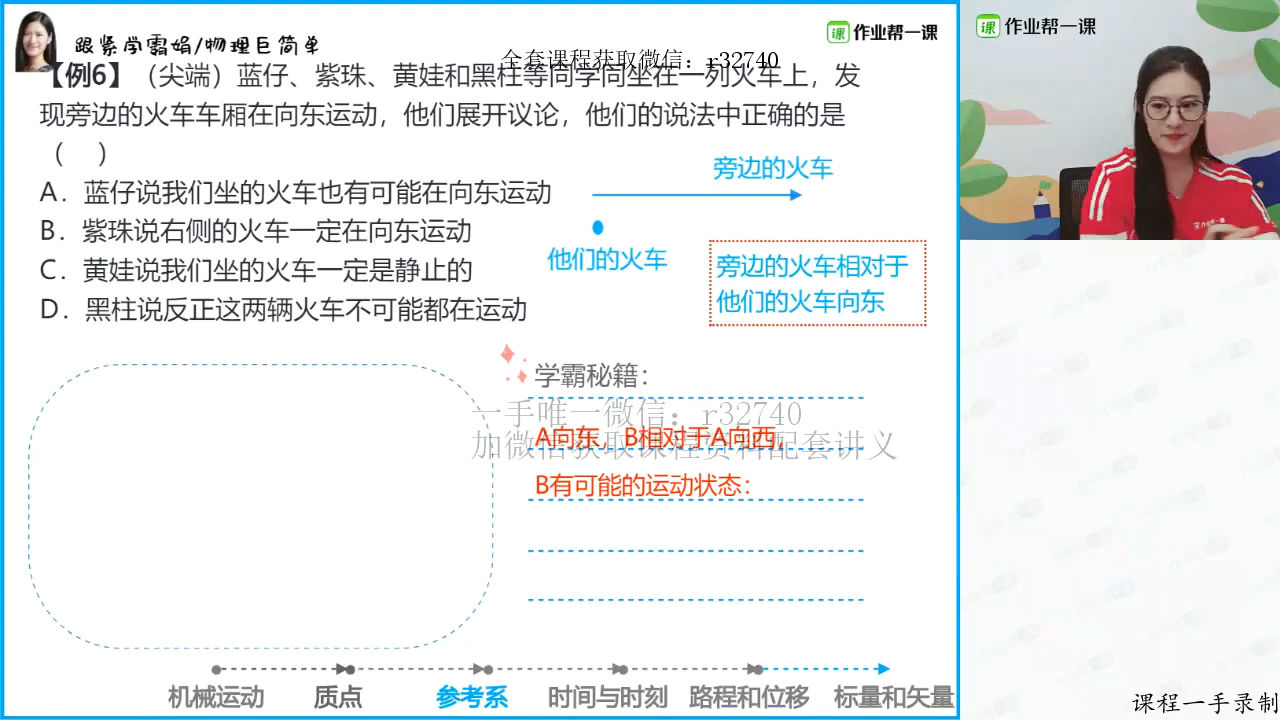 跟紧学霸娟/物理巨简单
课 作业帮一课
全套课程获取微信：r32740
【例6】（尖端）蓝仔、紫珠、黄娃和黑柱等同学同坐在一列火车上，发
现旁边的火车车厢在向东运动，他们展开议论，他们的说法中正确的是
（ ）
A．蓝仔说我们坐的火车也有可能在向东运动
B．紫珠说右侧的火车一定在向东运动
C．黄娃说我们坐的火车一定是静止的
D．黑柱说反正这两辆火车不可能都在运动
旁边的火车
他们的火车
旁边的火车相对于
他们的火车向东
学霸秘籍：
一手唯一微信：r32740
A向东，B相对于A向西，
加微信获取课程资料配套讲义
B有可能的运动状态：
机械运动 质点 参考系 时间与时刻 路程和位移 标量和矢量
课 作业帮一课
课程一手录制